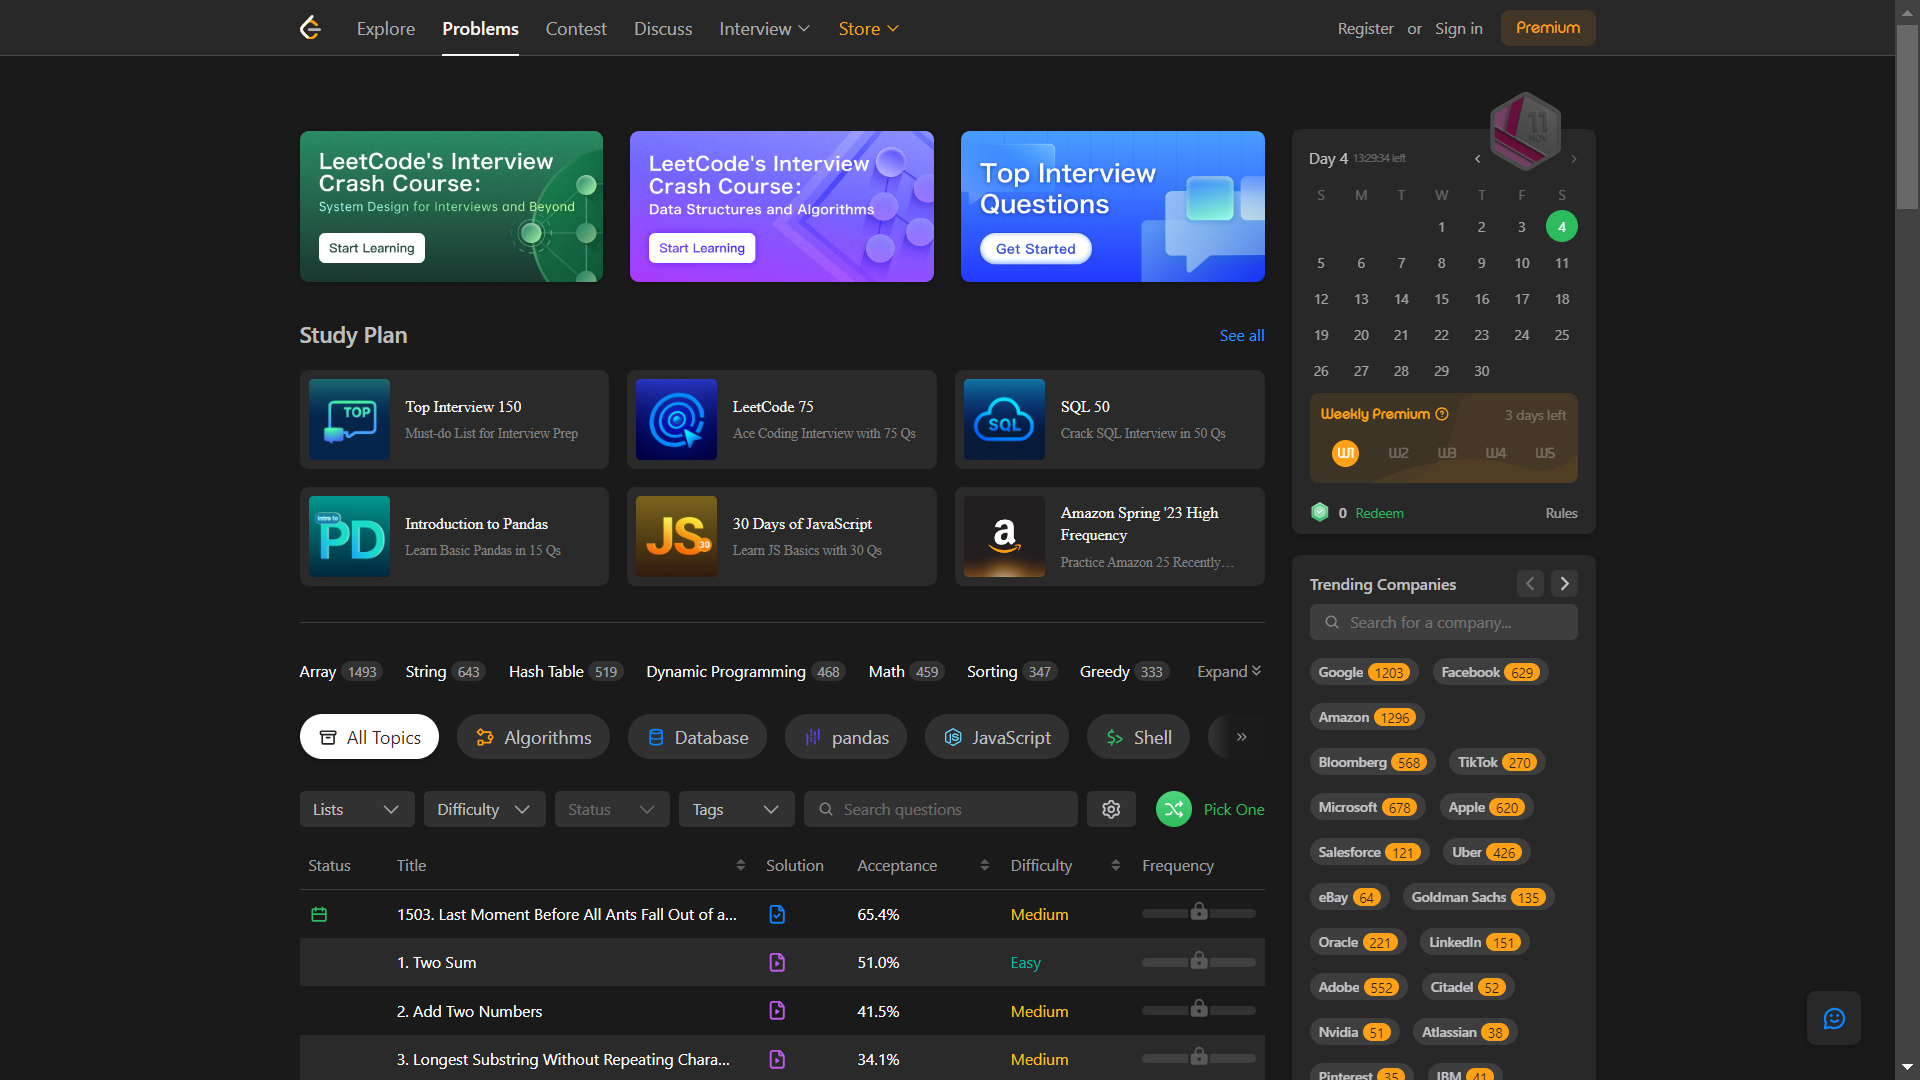 Explore Problems Contest Discuss Interview Store Register or Sign in Premium
LeetCode's Interview
Crash Course:
System Design for Interviews and Beyond
Start Learning
LeetCode's Interview
Crash Course:
Data Structures and Algorithms
Start Learning
Top Interview
Questions
Get Started
Study Plan See all
TOP
Top Interview 150
Must-do List for Interview Prep
LeetCode 75
Ace Coding Interview with 75 Qs
SQL
SQL 50
Crack SQL Interview in 50 Qs
Intro to
PD
Introduction to Pandas
Learn Basic Pandas in 15 Qs
JS 30
30 Days of JavaScript
Learn JS Basics with 30 Qs
a
Amazon Spring '23 High
Frequency
Practice Amazon 25 Recently…
Array 1493 String 643 Hash Table 519 Dynamic Programming 468 Math 459 Sorting 347 Greedy 333 Expand
All Topics Algorithms Database pandas JavaScript Shell
Lists Difficulty Status Tags Search questions Pick One
Status Title Solution Acceptance Difficulty Frequency
1503. Last Moment Before All Ants Fall Out of a... 65.4% Medium
1. Two Sum 51.0% Easy
2. Add Two Numbers 41.5% Medium
3. Longest Substring Without Repeating Chara... 34.1% Medium
11
NOV
Day 4 13:29:34 left
S M T W T F S
1 2 3 4
5 6 7 8 9 10 11
12 13 14 15 16 17 18
19 20 21 22 23 24 25
26 27 28 29 30
Weekly Premium 3 days left
W1 W2 W3 W4 W5
0 Redeem Rules
Trending Companies
Search for a company...
Google 1203 Facebook 629
Amazon 1296
Bloomberg 568 TikTok 270
Microsoft 678 Apple 620
Salesforce 121 Uber 426
eBay 64 Goldman Sachs 135
Oracle 221 LinkedIn 151
Adobe 552 Citadel 52
Nvidia 51 Atlassian 38
Pinterest 35 IBM 41